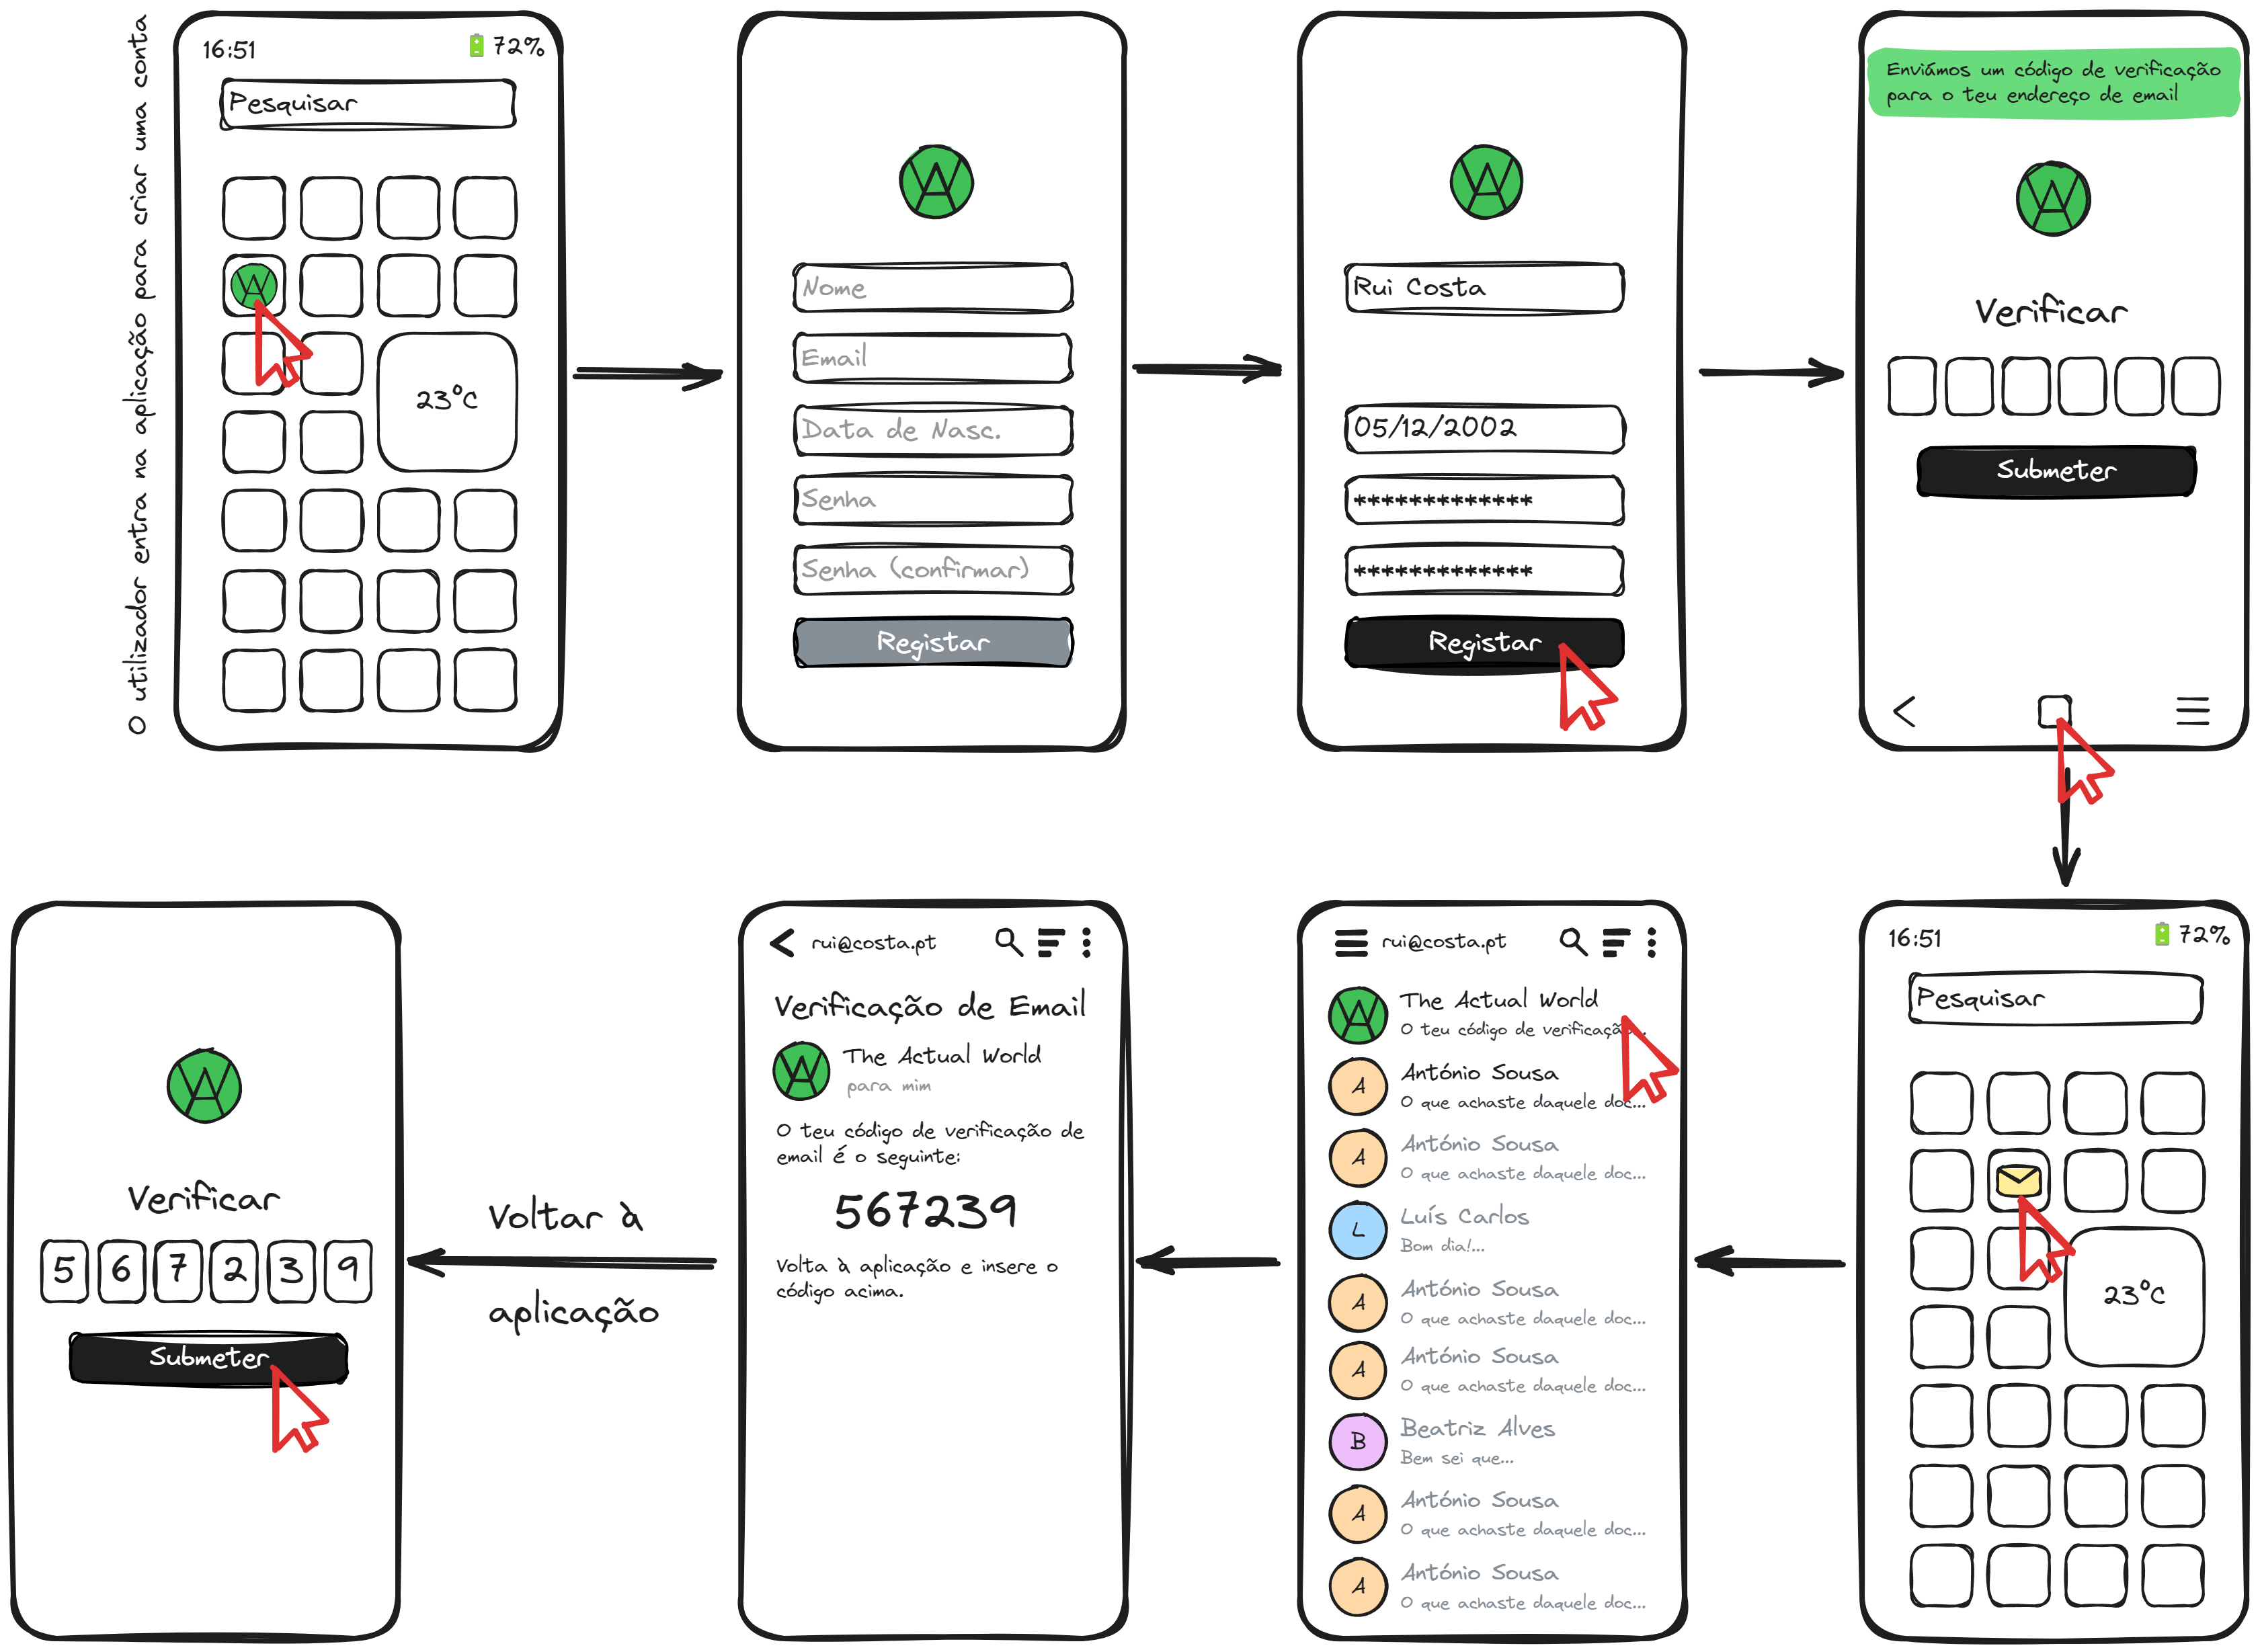 O utilizador entra na aplicação para criar uma conta
16:51
72%
Pesquisar
23°C
Nome
Email
Data de Nasc.
Senha
Senha (confirmar)
Registar
Rui Costa
05/12/2002
*************
*************
Registar
Enviámos um código de verificação
para o teu endereço de email
Verificar
Submeter
16:51
72%
Pesquisar
23°C
rui@costa.pt
The Actual World
O teu código de verificação...
António Sousa
O que achaste daquele doc...
António Sousa
O que achaste daquele doc...
L
Luís Carlos
Bom dia!...
A
António Sousa
O que achaste daquele doc...
A
António Sousa
O que achaste daquele doc...
B
Beatriz Alves
Bem sei que...
A
António Sousa
O que achaste daquele doc...
A
António Sousa
O que achaste daquele doc...
A
A
rui@costa.pt
Verificação de Email
The Actual World
para mim
O teu código de verificação de
email é o seguinte:
567239
Volta à aplicação e insere o
código acima.
Voltar à
aplicação
Verificar
5 6 7 2 3 9
Submeter